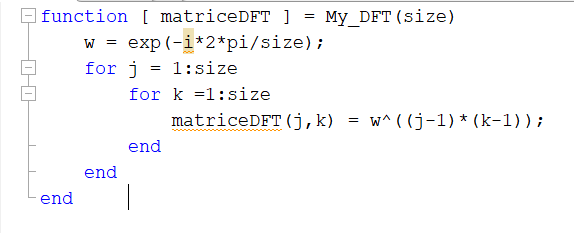 function [ matriceDFT ] = My_DFT(size)
w = exp(-i*2*pi/size);
for j = 1:size
for k =1:size
matriceDFT(j,k) = w^((j-1)*(k-1));
end
end
end